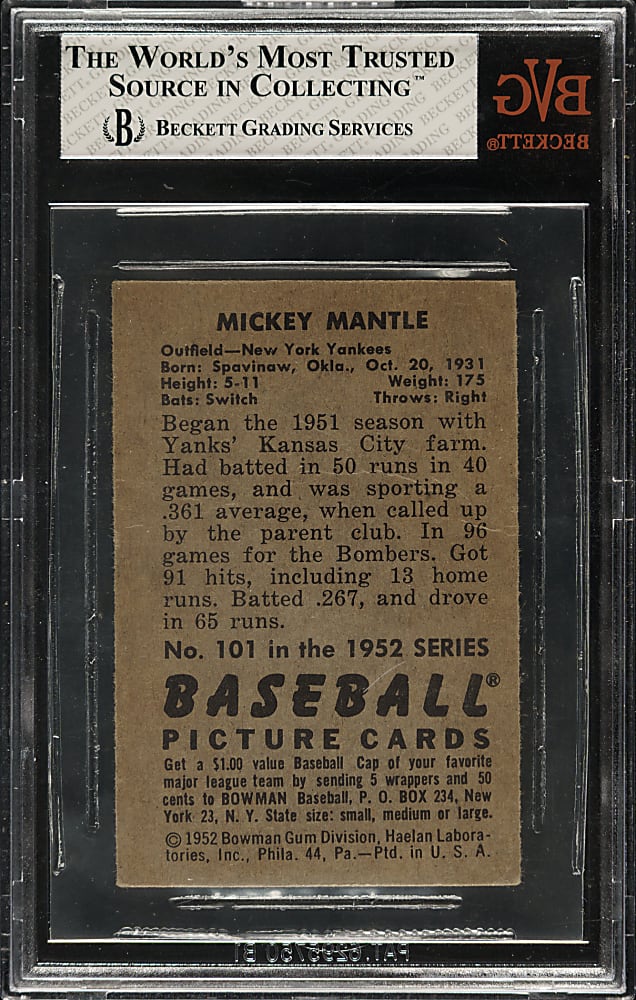 THE WORLD'S MOST TRUSTED
SOURCE IN COLLECTING™
B BECKETT GRADING SERVICES
BVG
BECKETT®
MICKEY MANTLE
Outfield—New York Yankees
Born: Spavinaw, Okla., Oct. 20, 1931
Height: 5-11 Weight: 175
Bats: Switch Throws: Right
Began the 1951 season with
Yanks' Kansas City farm.
Had batted in 50 runs in 40
games, and was sporting a
.361 average, when called up
by the parent club. In 96
games for the Bombers. Got
91 hits, including 13 home
runs. Batted .267, and drove
in 65 runs.
No. 101 in the 1952 SERIES
BASEBALL®
PICTURE CARDS
Get a $1.00 value Baseball Cap of your favorite
major league team by sending 5 wrappers and 50
cents to BOWMAN Baseball, P. O. BOX 234, New
York 23, N. Y. State size: small, medium or large.
© 1952 Bowman Gum Division, Haelan Labora-
tories, Inc., Phila. 44, Pa.—Ptd. in U. S. A.